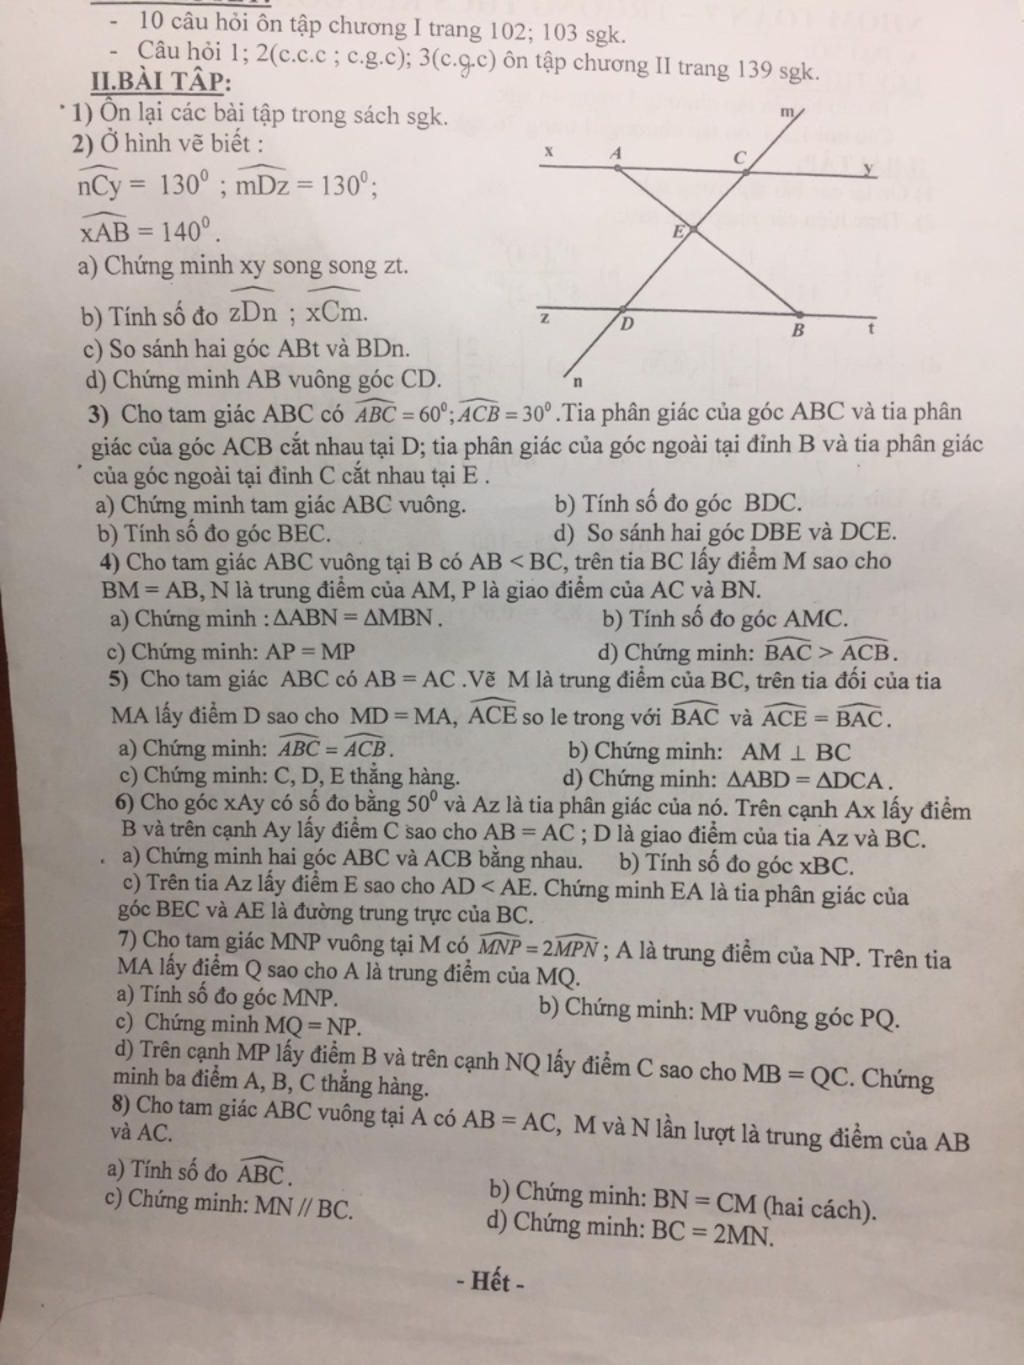 - 10 câu hỏi ôn tập chương I trang 102; 103 sgk.
- Câu hỏi 1; 2(c.c.c ; c.g.c); 3(c.g.c) ôn tập chương II trang 139 sgk.
II.BÀI TẬP:
1) Ôn lại các bài tập trong sách sgk.
2) Ở hình vẽ biết :
nCy = 130⁰ ; mDz = 130⁰;
xAB = 140⁰.
a) Chứng minh xy song song zt.
b) Tính số đo zDn ; xCm.
c) So sánh hai góc ABt và BDn.
d) Chứng minh AB vuông góc CD.
m
x A C y
E
z D B t
n
3) Cho tam giác ABC có ABC = 60⁰; ACB = 30⁰ .Tia phân giác của góc ABC và tia phân
giác của góc ACB cắt nhau tại D; tia phân giác của góc ngoài tại đỉnh B và tia phân giác
của góc ngoài tại đỉnh C cắt nhau tại E .
a) Chứng minh tam giác ABC vuông. b) Tính số đo góc BDC.
b) Tính số đo góc BEC. d) So sánh hai góc DBE và DCE.
4) Cho tam giác ABC vuông tại B có AB < BC, trên tia BC lấy điểm M sao cho
BM = AB, N là trung điểm của AM, P là giao điểm của AC và BN.
a) Chứng minh : ΔABN = ΔMBN . b) Tính số đo góc AMC.
c) Chứng minh: AP = MP d) Chứng minh: BAC > ACB.
5) Cho tam giác ABC có AB = AC .Vẽ M là trung điểm của BC, trên tia đối của tia
MA lấy điểm D sao cho MD = MA, ACE so le trong với BAC và ACE = BAC.
a) Chứng minh: ABC = ACB. b) Chứng minh: AM ⊥ BC
c) Chứng minh: C, D, E thẳng hàng. d) Chứng minh: ΔABD = ΔDCA .
6) Cho góc xAy có số đo bằng 50⁰ và Az là tia phân giác của nó. Trên cạnh Ax lấy điểm
B và trên cạnh Ay lấy điểm C sao cho AB = AC ; D là giao điểm của tia Az và BC.
a) Chứng minh hai góc ABC và ACB bằng nhau. b) Tính số đo góc xBC.
c) Trên tia Az lấy điểm E sao cho AD < AE. Chứng minh EA là tia phân giác của
góc BEC và AE là đường trung trực của BC.
7) Cho tam giác MNP vuông tại M có MNP = 2MPN ; A là trung điểm của NP. Trên tia
MA lấy điểm Q sao cho A là trung điểm của MQ.
a) Tính số đo góc MNP. b) Chứng minh: MP vuông góc PQ.
c) Chứng minh MQ = NP.
d) Trên cạnh MP lấy điểm B và trên cạnh NQ lấy điểm C sao cho MB = QC. Chứng
minh ba điểm A, B, C thẳng hàng.
8) Cho tam giác ABC vuông tại A có AB = AC, M và N lần lượt là trung điểm của AB
và AC.
a) Tính số đo ABC. b) Chứng minh: BN = CM (hai cách).
c) Chứng minh: MN // BC. d) Chứng minh: BC = 2MN.
- Hết -